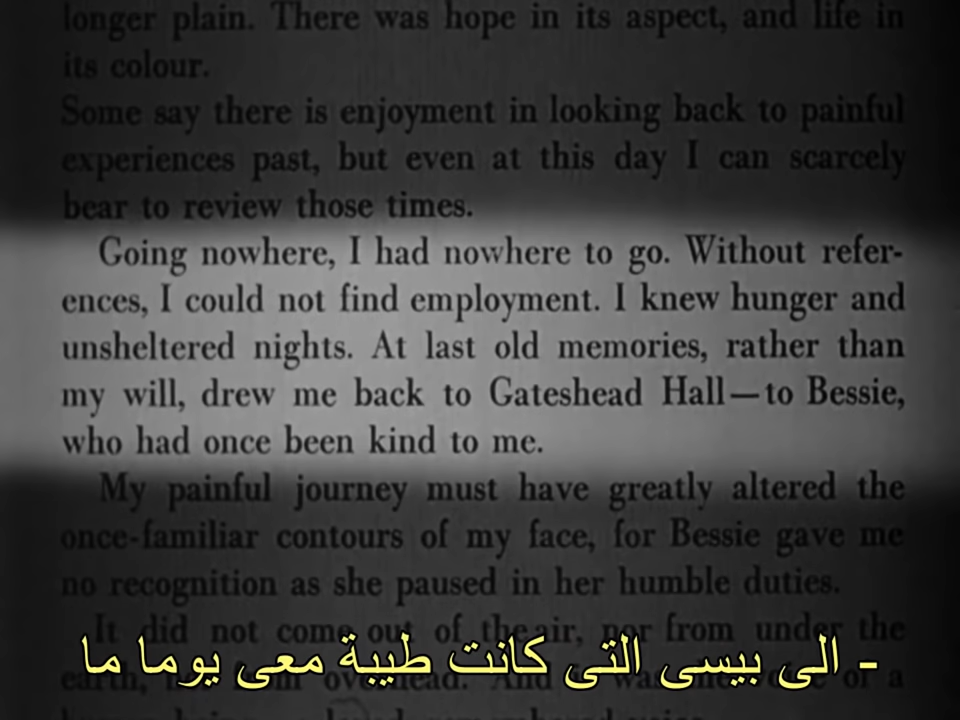 longer plain. There was hope in its aspect, and life in
its colour.
Some say there is enjoyment in looking back to painful
experiences past, but even at this day I can scarcely
bear to review those times.
Going nowhere, I had nowhere to go. Without refer-
ences, I could not find employment. I knew hunger and
unsheltered nights. At last old memories, rather than
my will, drew me back to Gateshead Hall—to Bessie,
who had once been kind to me.
My painful journey must have greatly altered the
once-familiar contours of my face, for Bessie gave me
no recognition as she paused in her humble duties.
It did not come out of the air, nor from under the
earth, overhead. And of a
- الى بيسى التى كانت طيبة معى يوما ما